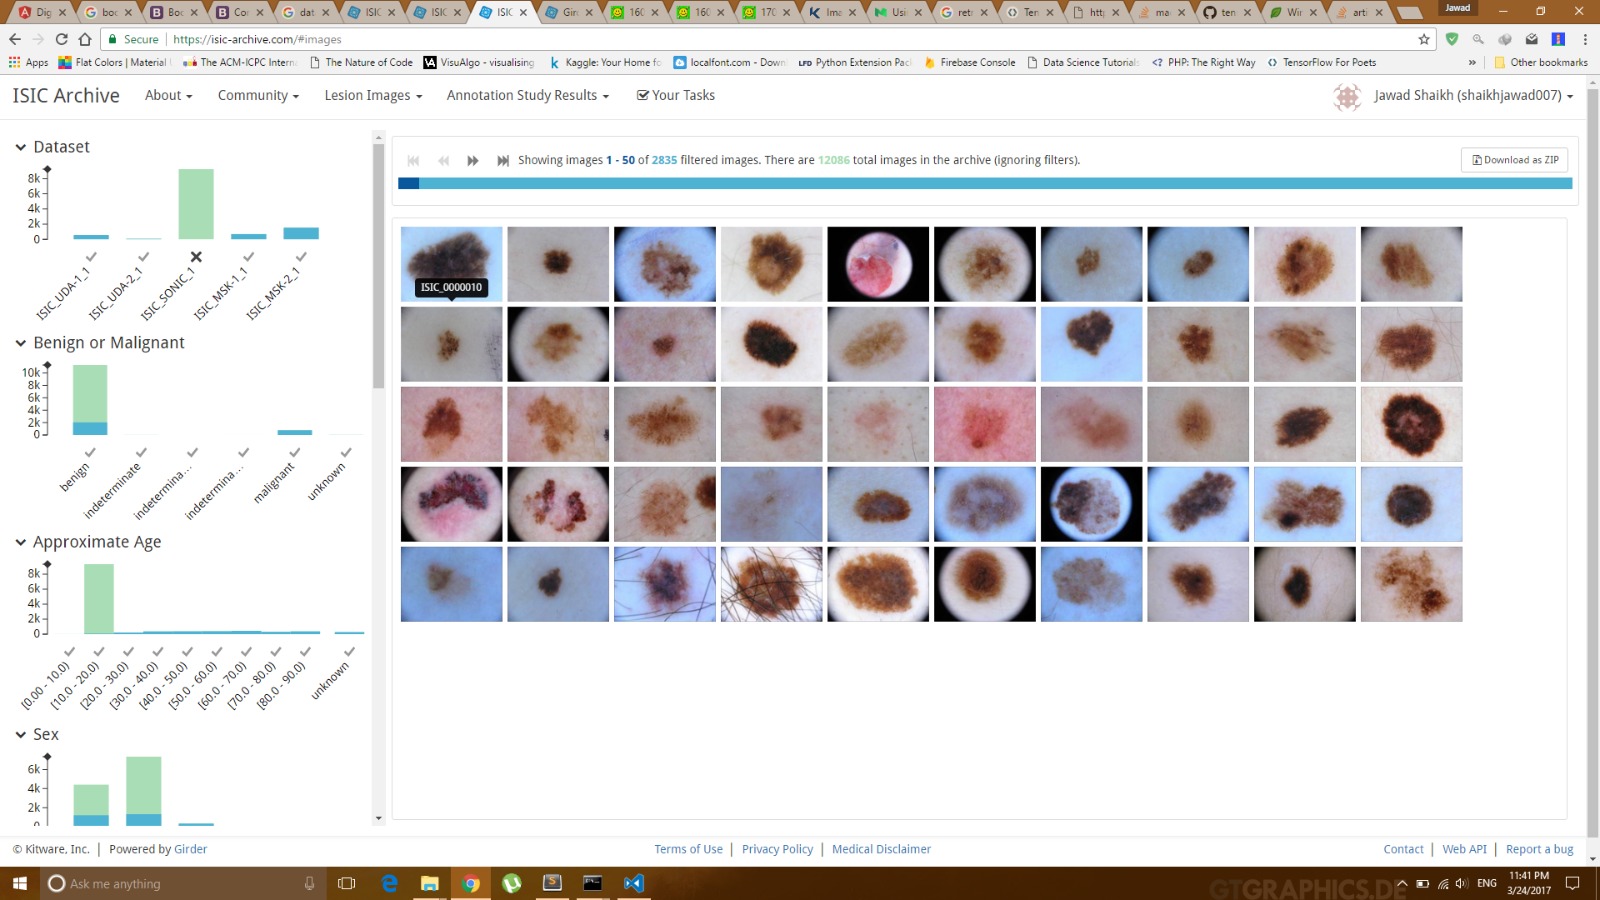 Dig
goo
Boo
Co
dat
ISIC
ISIC
ISIC
Gir
160
160
170
Ima
Usi
ret
Ten
http
ma
ten
Wir
arti
Jawad
Secure | https://isic-archive.com/#images
Apps
Flat Colors | Material
The ACM-ICPC Intern
The Nature of Code
VisuAlgo - visualising
Kaggle: Your Home fo
localfont.com - Down
Python Extension Pac
Firebase Console
Data Science Tutorials
PHP: The Right Way
TensorFlow For Poets
»
Other bookmarks
ISIC Archive
About
Community
Lesion Images
Annotation Study Results
Your Tasks
Jawad Shaikh (shaikhjawad007)
Dataset
8k
6k
4k
2k
0
ISIC_UDA-1_1
ISIC_UDA-2_1
ISIC_SONIC_1
ISIC_MSK-1_1
ISIC_MSK-2_1
Benign or Malignant
10k
8k
6k
4k
2k
0
benign
indeterminate
indetermina...
indetermina...
malignant
unknown
Approximate Age
8k
6k
4k
2k
0
[0.00 - 10.0)
[10.0 - 20.0)
[20.0 - 30.0)
[30.0 - 40.0)
[40.0 - 50.0)
[50.0 - 60.0)
[60.0 - 70.0)
[70.0 - 80.0)
[80.0 - 90.0)
unknown
Sex
6k
4k
2k
0
Showing images 1 - 50 of 2835 filtered images. There are 12086 total images in the archive (ignoring filters).
Download as ZIP
ISIC_0000010
© Kitware, Inc. | Powered by Girder
Terms of Use | Privacy Policy | Medical Disclaimer
Contact | Web API | Report a bug
Ask me anything
GTGRAPHICS.DE
ENG
11:41 PM
3/24/2017